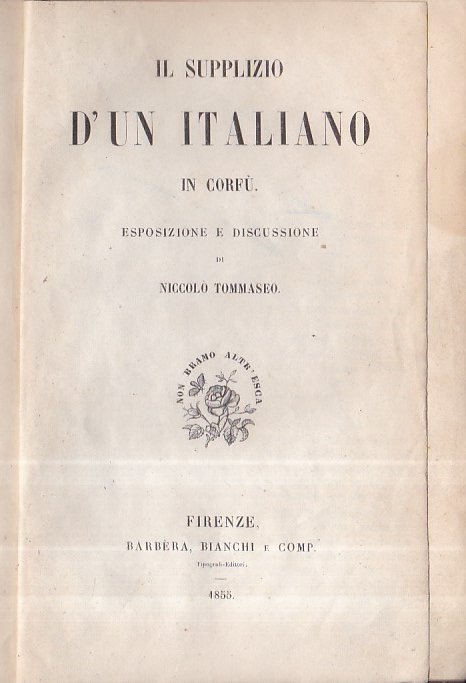 IL SUPPLIZIO
D'UN ITALIANO
IN CORFÙ.
ESPOSIZIONE E DISCUSSIONE
DI
NICCOLÒ TOMMASEO.
NON BRAMO ALTR'ESCA
FIRENZE,
BARBÈRA, BIANCHI E COMP.
Tipografi-Editori.
1855.